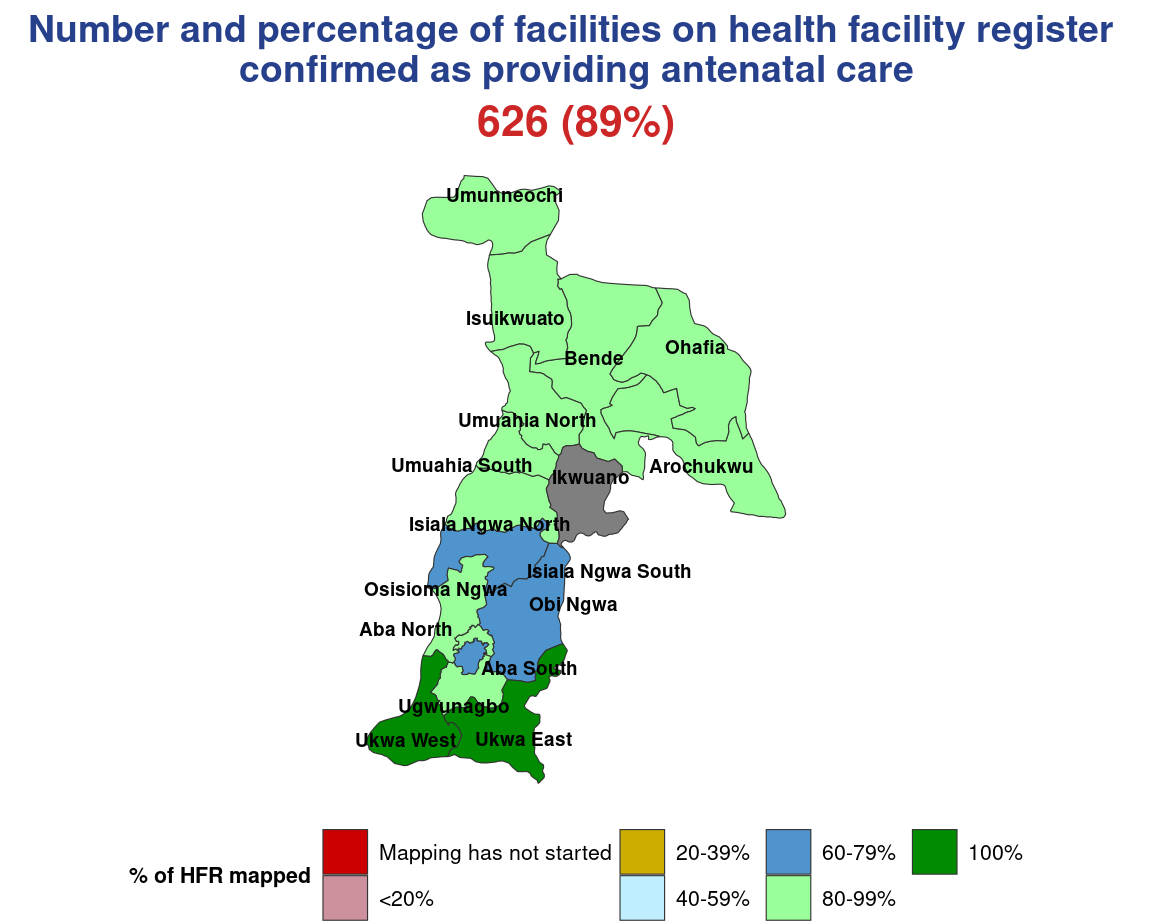 Number and percentage of facilities on health facility register
confirmed as providing antenatal care
626 (89%)
Umunneochi
Isuikwuato
Bende
Ohafia
Umuahia North
Umuahia South
Ikwuano
Arochukwu
Isiala Ngwa North
Isiala Ngwa South
Osisioma Ngwa
Obi Ngwa
Aba North
Aba South
Ugwunagbo
Ukwa West
Ukwa East
% of HFR mapped
Mapping has not started
<20%
20-39%
40-59%
60-79%
80-99%
100%